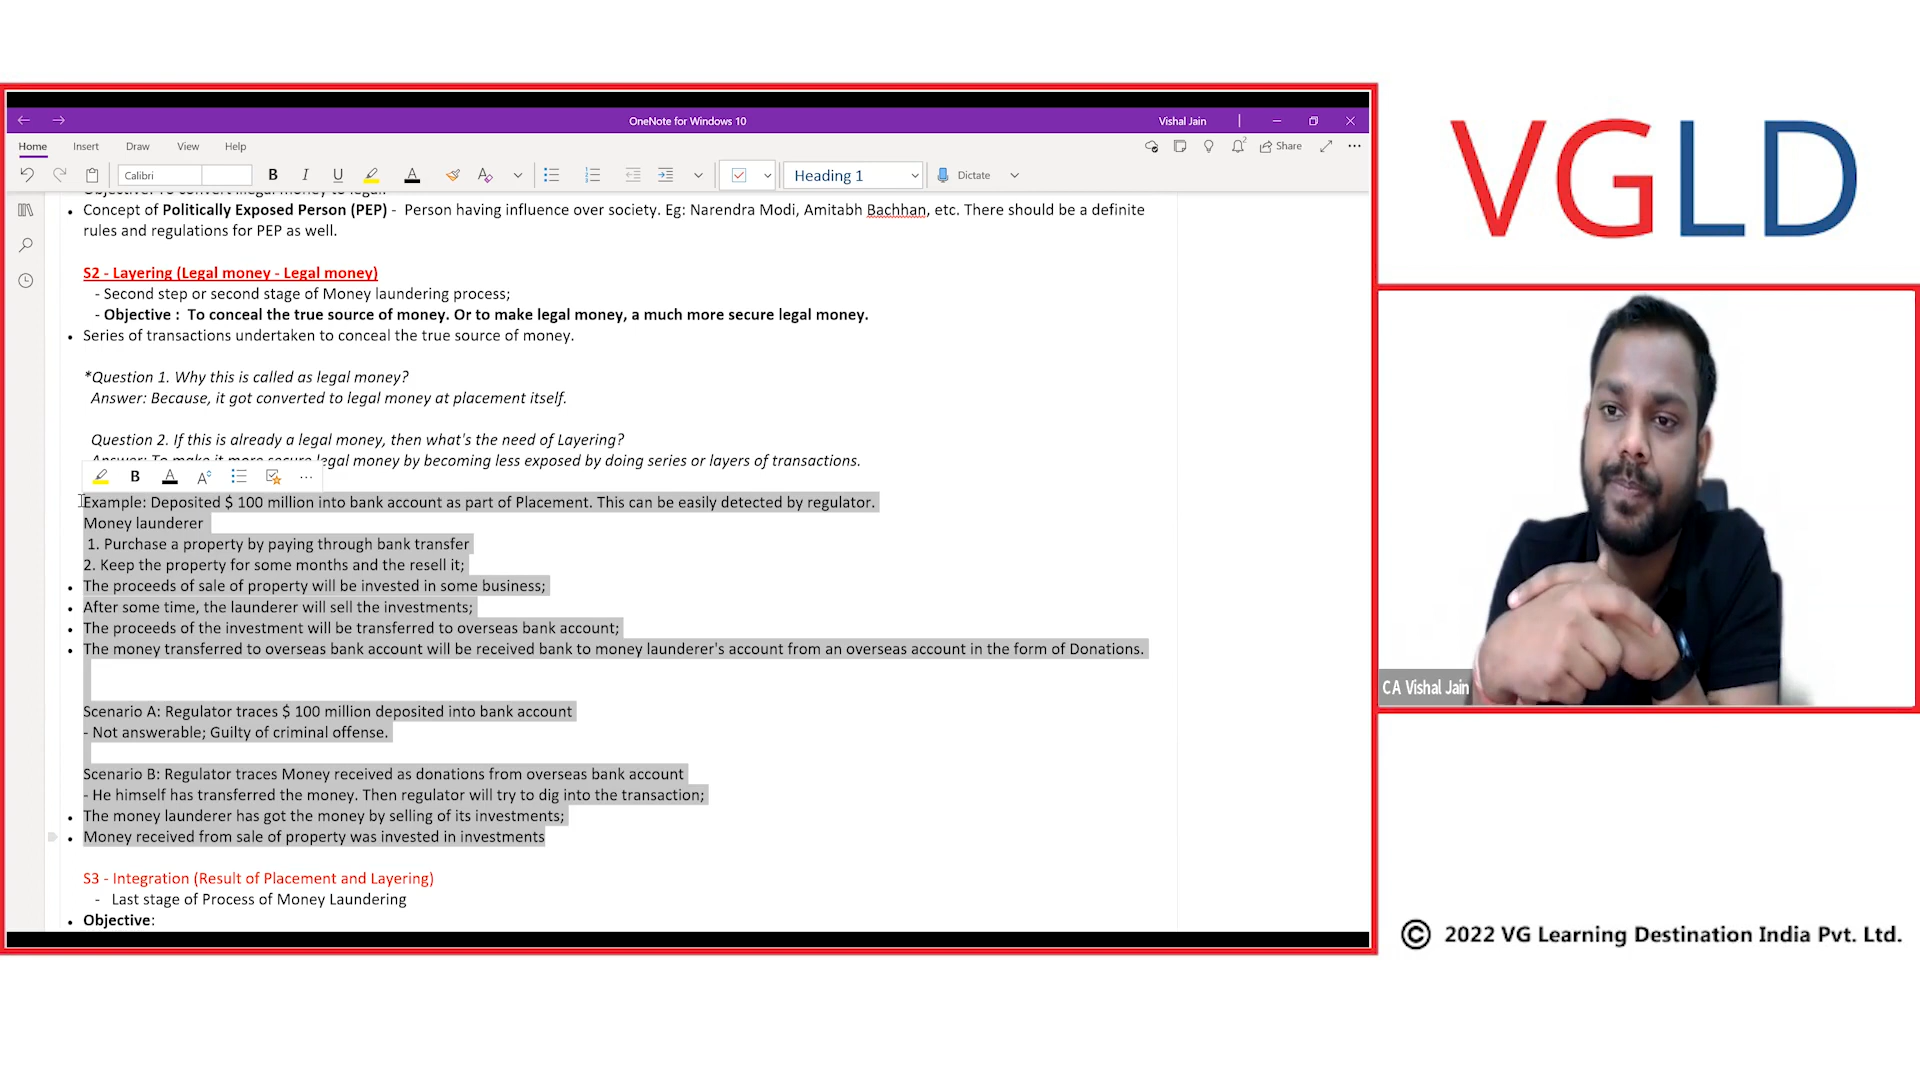 OneNote for Windows 10
Vishal Jain
Home Insert Draw View Help
Share
Calibri
B I U A
Heading 1
Dictate
Objective: To convert illegal money to legal.
• Concept of Politically Exposed Person (PEP) - Person having influence over society. Eg: Narendra Modi, Amitabh Bachhan, etc. There should be a definite
rules and regulations for PEP as well.
S2 - Layering (Legal money - Legal money)
- Second step or second stage of Money laundering process;
- Objective : To conceal the true source of money. Or to make legal money, a much more secure legal money.
• Series of transactions undertaken to conceal the true source of money.
*Question 1. Why this is called as legal money?
Answer: Because, it got converted to legal money at placement itself.
Question 2. If this is already a legal money, then what's the need of Layering?
Answer: To make it more secure legal money by becoming less exposed by doing series or layers of transactions.
B A A
Example: Deposited $ 100 million into bank account as part of Placement. This can be easily detected by regulator.
Money launderer
1. Purchase a property by paying through bank transfer
2. Keep the property for some months and the resell it;
• The proceeds of sale of property will be invested in some business;
• After some time, the launderer will sell the investments;
• The proceeds of the investment will be transferred to overseas bank account;
• The money transferred to overseas bank account will be received bank to money launderer's account from an overseas account in the form of Donations.
Scenario A: Regulator traces $ 100 million deposited into bank account
- Not answerable; Guilty of criminal offense.
Scenario B: Regulator traces Money received as donations from overseas bank account
- He himself has transferred the money. Then regulator will try to dig into the transaction;
• The money launderer has got the money by selling of its investments;
• Money received from sale of property was invested in investments
S3 - Integration (Result of Placement and Layering)
- Last stage of Process of Money Laundering
• Objective:
VGLD
CA Vishal Jain
© 2022 VG Learning Destination India Pvt. Ltd.